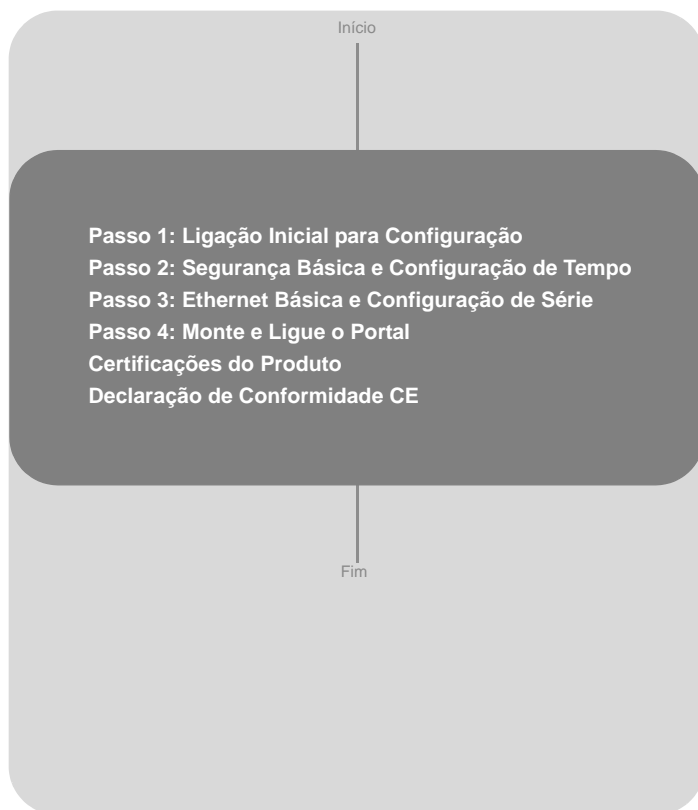 Início
Passo 1: Ligação Inicial para Configuração
Passo 2: Segurança Básica e Configuração de Tempo
Passo 3: Ethernet Básica e Configuração de Série
Passo 4: Monte e Ligue o Portal
Certificações do Produto
Declaração de Conformidade CE
Fim